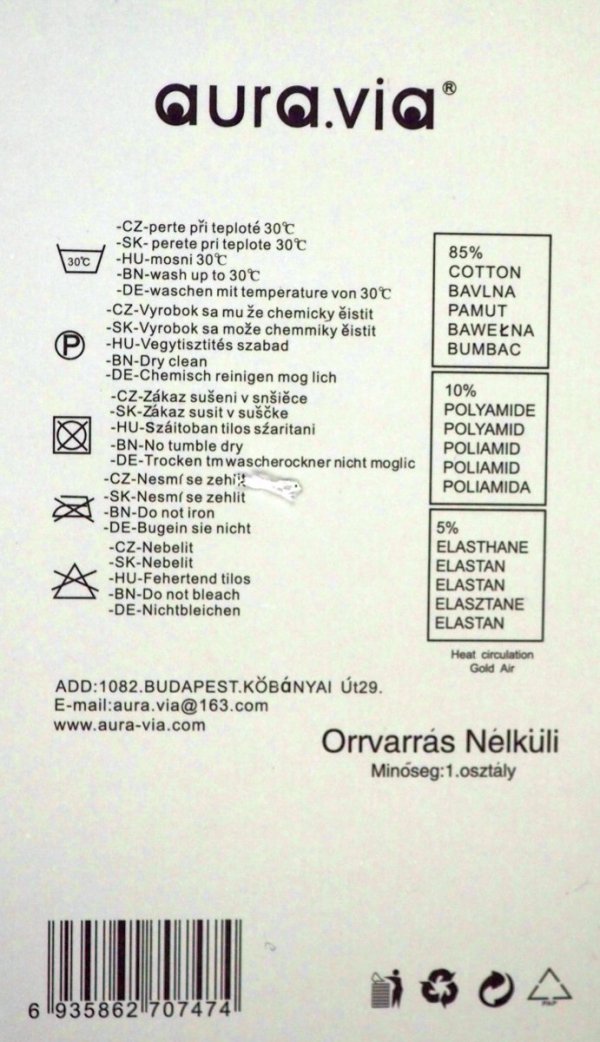 aura.via®
-CZ-perte při teploté 30℃
-SK- perete pri teplote 30℃
30℃
-HU-mosni 30℃
-BN-wash up to 30℃
-DE-waschen mit temperature von 30℃
-CZ-Vyrobok sa mu že chemicky ěistit
-SK-Vyrobok sa može chemmiky ěistit
P
-HU-Vegytisztités szabad
-BN-Dry clean
-DE-Chemisch reinigen mog lich
-CZ-Zákaz sušeni v snšiěce
-SK-Zákaz susit v suščke
-HU-Száitoban tilos sźaritani
-BN-No tumble dry
-DE-Trocken tm wascherockner nicht moglic
-CZ-Nesmí se
-SK-Nesmí se zehlit
-BN-Do not iron
-DE-Bugein sie nicht
-CZ-Nebelit
-SK-Nebelit
-HU-Fehertend tilos
-BN-Do not bleach
-DE-Nichtbleichen
85%
COTTON
BAVLNA
PAMUT
BAWEŁNA
BUMBAC
10%
POLYAMIDE
POLYAMID
POLIAMID
POLIAMID
POLIAMIDA
5%
ELASTHANE
ELASTAN
ELASTAN
ELASZTANE
ELASTAN
Heat circulation
Gold Air
ADD:1082.BUDAPEST.KŐBáNYAI Út29.
E-mail:aura.via@163.com
www.aura-via.com
Orrvarrás Nélküli
Minőseg:1.osztály
6 935862 707474